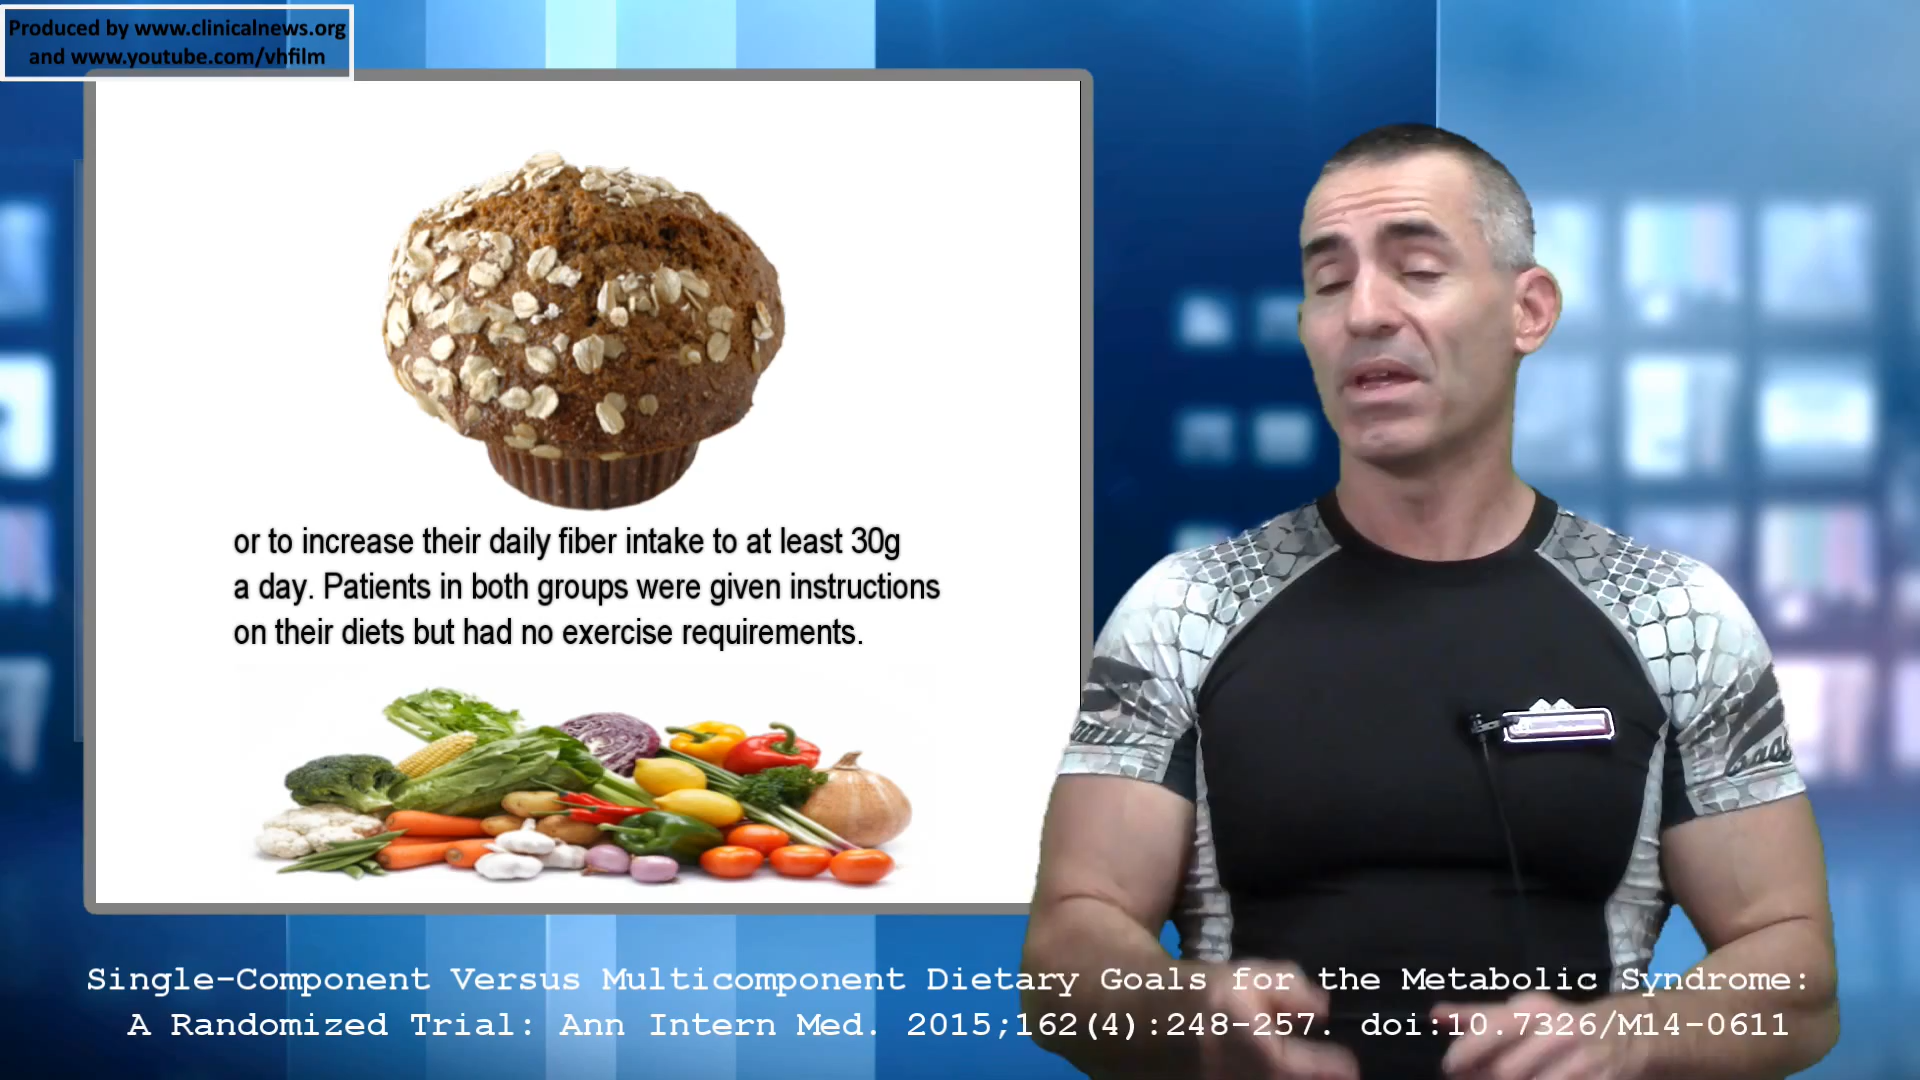 Produced by www.clinicalnews.org
and www.youtube.com/vhfilm
or to increase their daily fiber intake to at least 30g
a day. Patients in both groups were given instructions
on their diets but had no exercise requirements.
Single-Component Versus Multicomponent Dietary Goals for the Metabolic Syndrome:
A Randomized Trial: Ann Intern Med. 2015;162(4):248-257. doi:10.7326/M14-0611